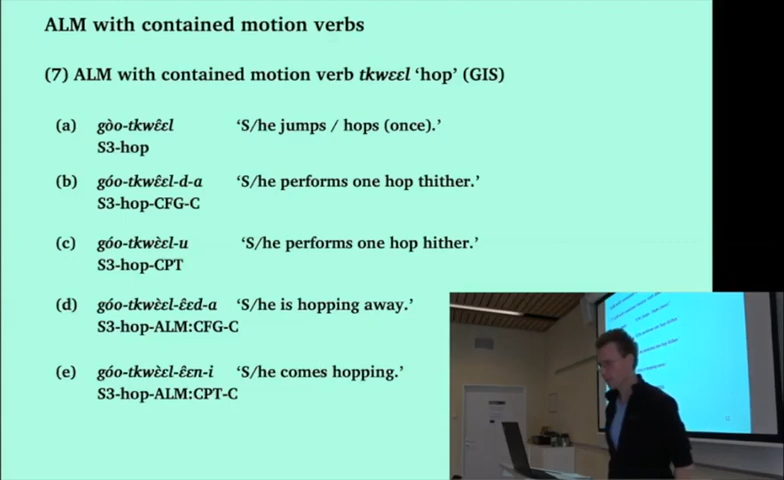 ALM with contained motion verbs
(7) ALM with contained motion verb tkwɛɛl ‘hop’ (GIS)
(a) gòo-tkwɛ̂ɛl ‘S/he jumps / hops (once).’
S3-hop
(b) góo-tkwɛ̂ɛl-d-a ‘S/he performs one hop thither.’
S3-hop-CFG-C
(c) góo-tkwɛ̀ɛl-u ‘S/he performs one hop hither.’
S3-hop-CPT
(d) góo-tkwɛ̀ɛl-ɛ̂ɛd-a ‘S/he is hopping away.’
S3-hop-ALM:CFG-C
(e) góo-tkwɛ̀ɛl-ɛ̂ɛn-i ‘S/he comes hopping.’
S3-hop-ALM:CPT-C